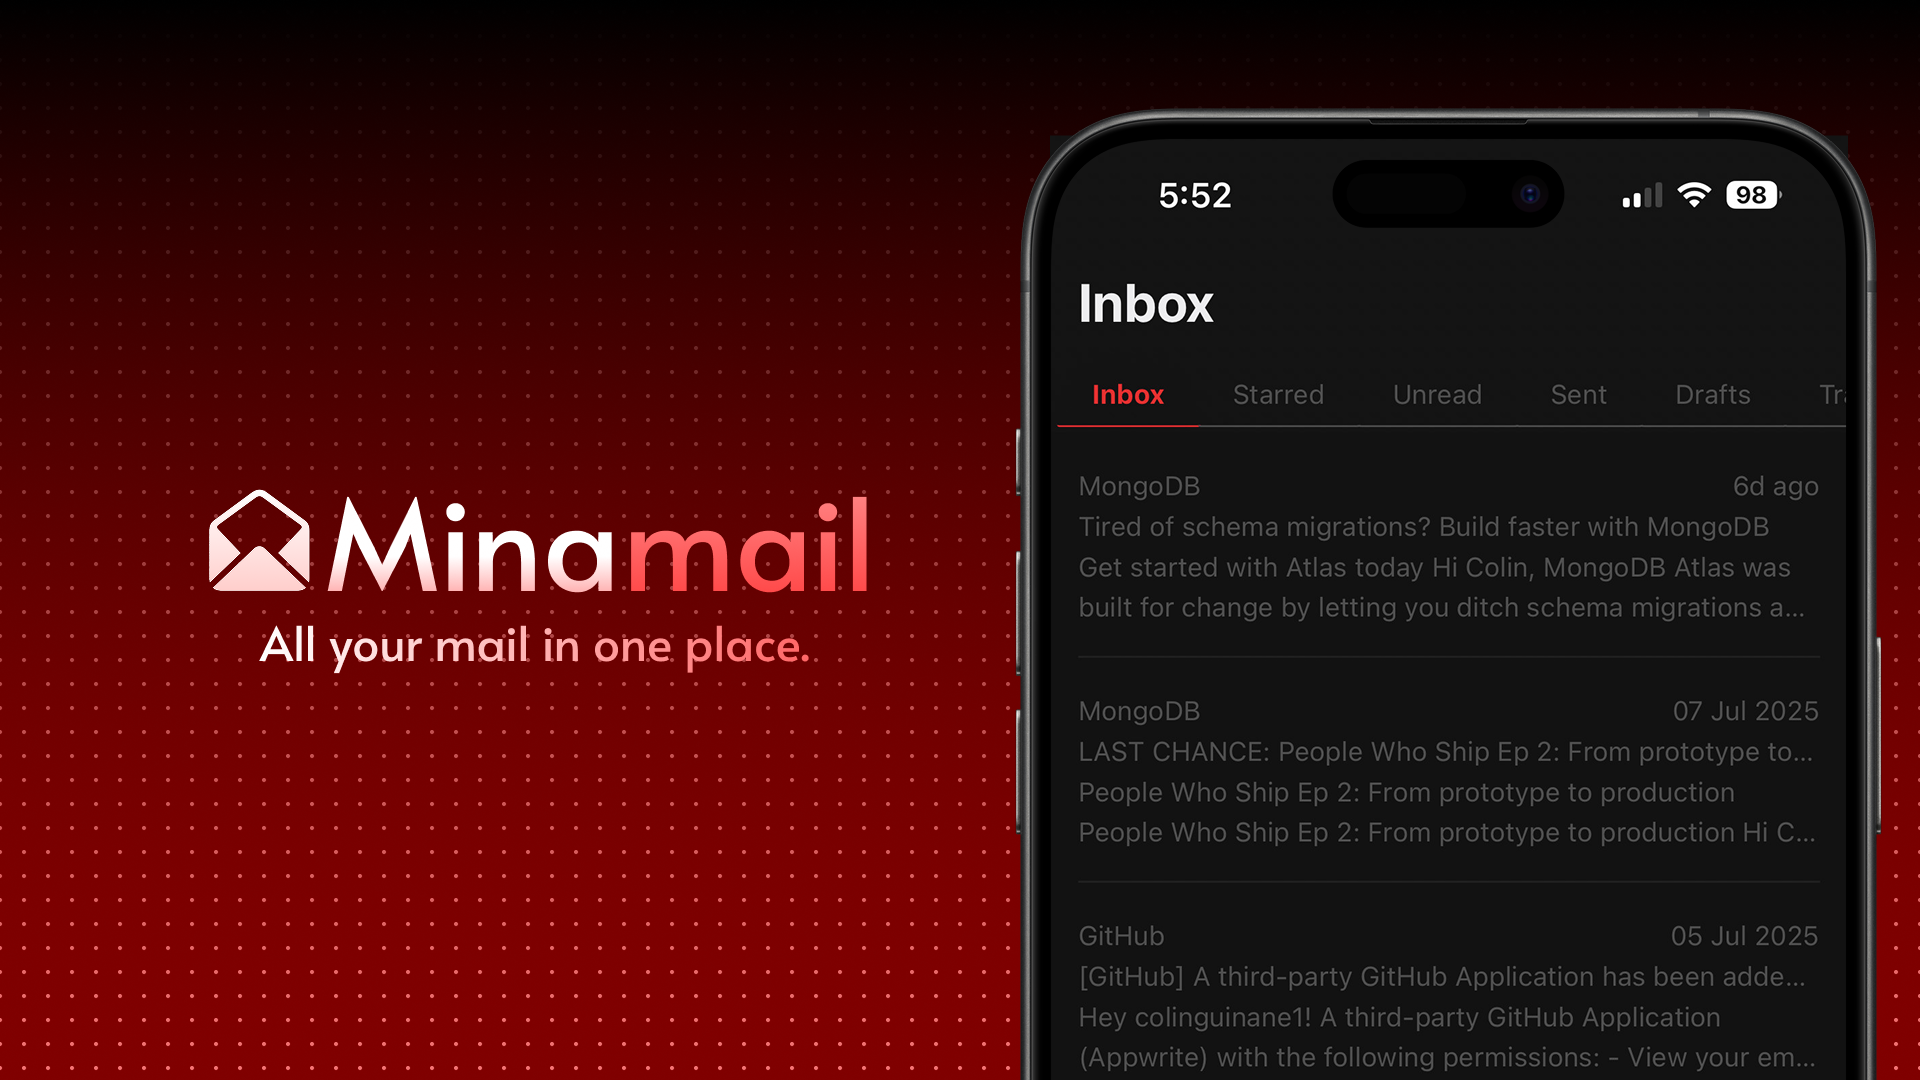 Minamail
All your mail in one place.
5:52
98
Inbox
Inbox Starred Unread Sent Drafts Tr
MongoDB 6d ago
Tired of schema migrations? Build faster with MongoDB
Get started with Atlas today Hi Colin, MongoDB Atlas was
built for change by letting you ditch schema migrations a...
MongoDB 07 Jul 2025
LAST CHANCE: People Who Ship Ep 2: From prototype to...
People Who Ship Ep 2: From prototype to production
People Who Ship Ep 2: From prototype to production Hi C...
GitHub 05 Jul 2025
[GitHub] A third-party GitHub Application has been adde...
Hey colinguinane1! A third-party GitHub Application
(Appwrite) with the following permissions: - View your em...